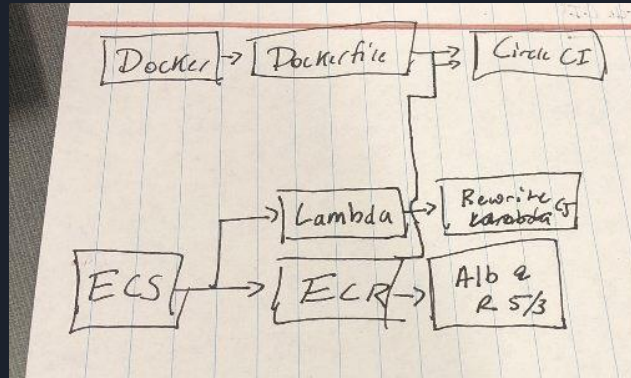 Docker
Dockerfile
Circle CI
Lambda
Rewrite
ECS
ECR
Alb &
R 5/3